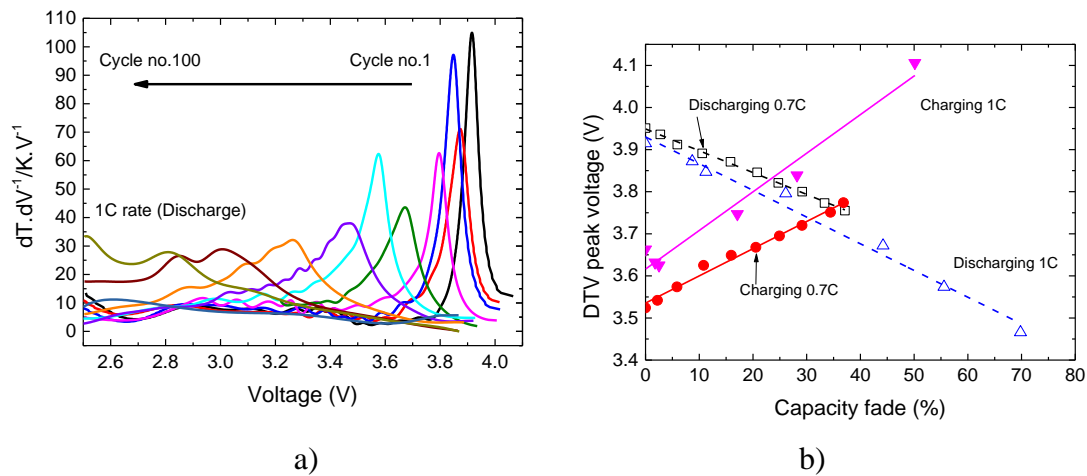 110
100
90
80
70
60
50
40
30
20
10
0
dT.dV-1/K.V-1
Cycle no.100
Cycle no.1
1C rate (Discharge)
2.6 2.8 3.0 3.2 3.4 3.6 3.8 4.0
Voltage (V)
a)
4.1
4.0
3.9
3.8
3.7
3.6
3.5
3.4
DTV peak voltage (V)
Discharging 0.7C
Charging 1C
Charging 0.7C
Discharging 1C
0 10 20 30 40 50 60 70 80
Capacity fade (%)
b)